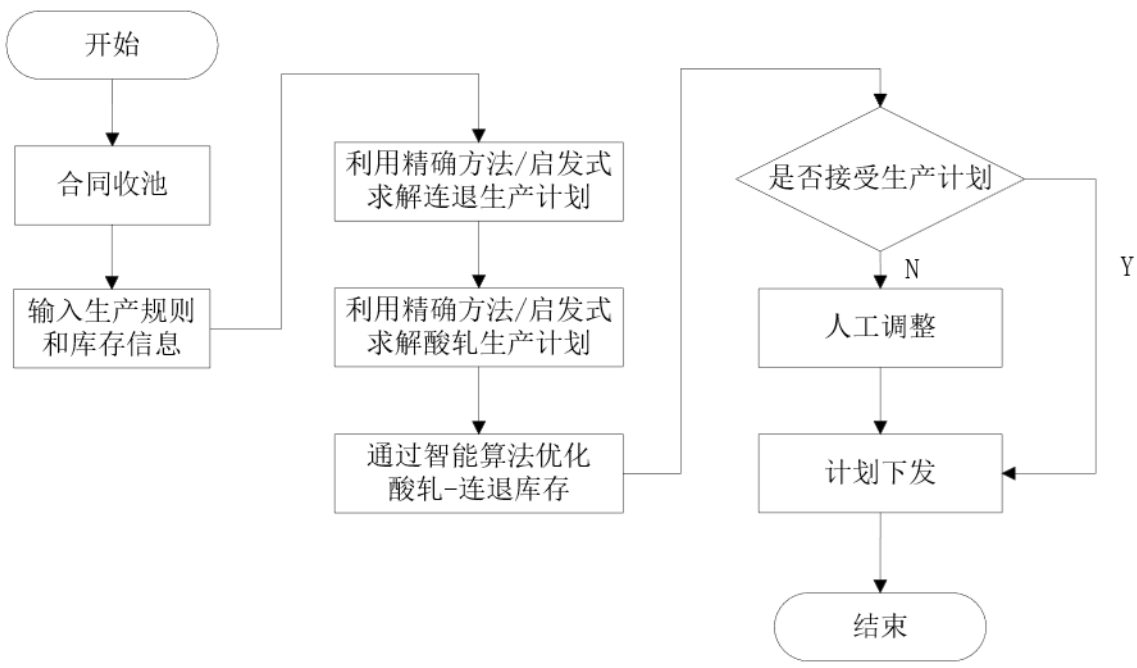 开始
合同收池
输入生产规则
和库存信息
利用精确方法/启发式
求解连退生产计划
利用精确方法/启发式
求解酸轧生产计划
通过智能算法优化
酸轧-连退库存
是否接受生产计划
N
Y
人工调整
计划下发
结束